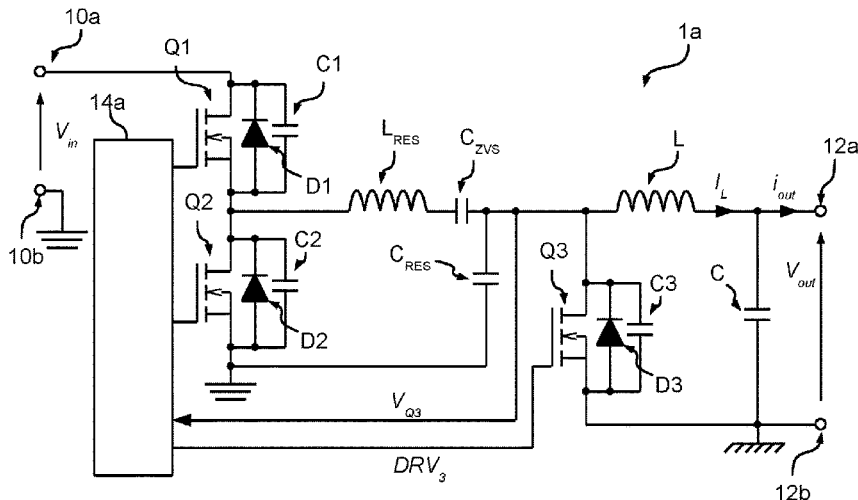 10a
Q1
C1
1a
14a
V_in
L_RES
C_ZVS
L
12a
D1
I_L
i_out
Q2
10b
C2
C_RES
Q3
C3
C
V_out
D2
D3
V_Q3
DRV_3
12b